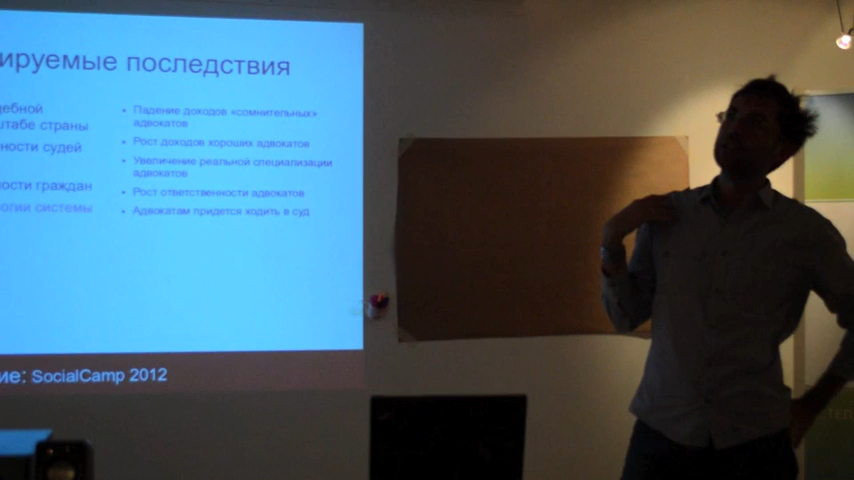 ируемые последствия
дебной
штабе страны
ности судей
ости граждан
огии системы
• Падение доходов «сомнительных»
адвокатов
• Рост доходов хороших адвокатов
• Увеличение реальной специализации
адвокатов
• Рост ответственности адвокатов
• Адвокатам придется ходить в суд
ие: SocialCamp 2012